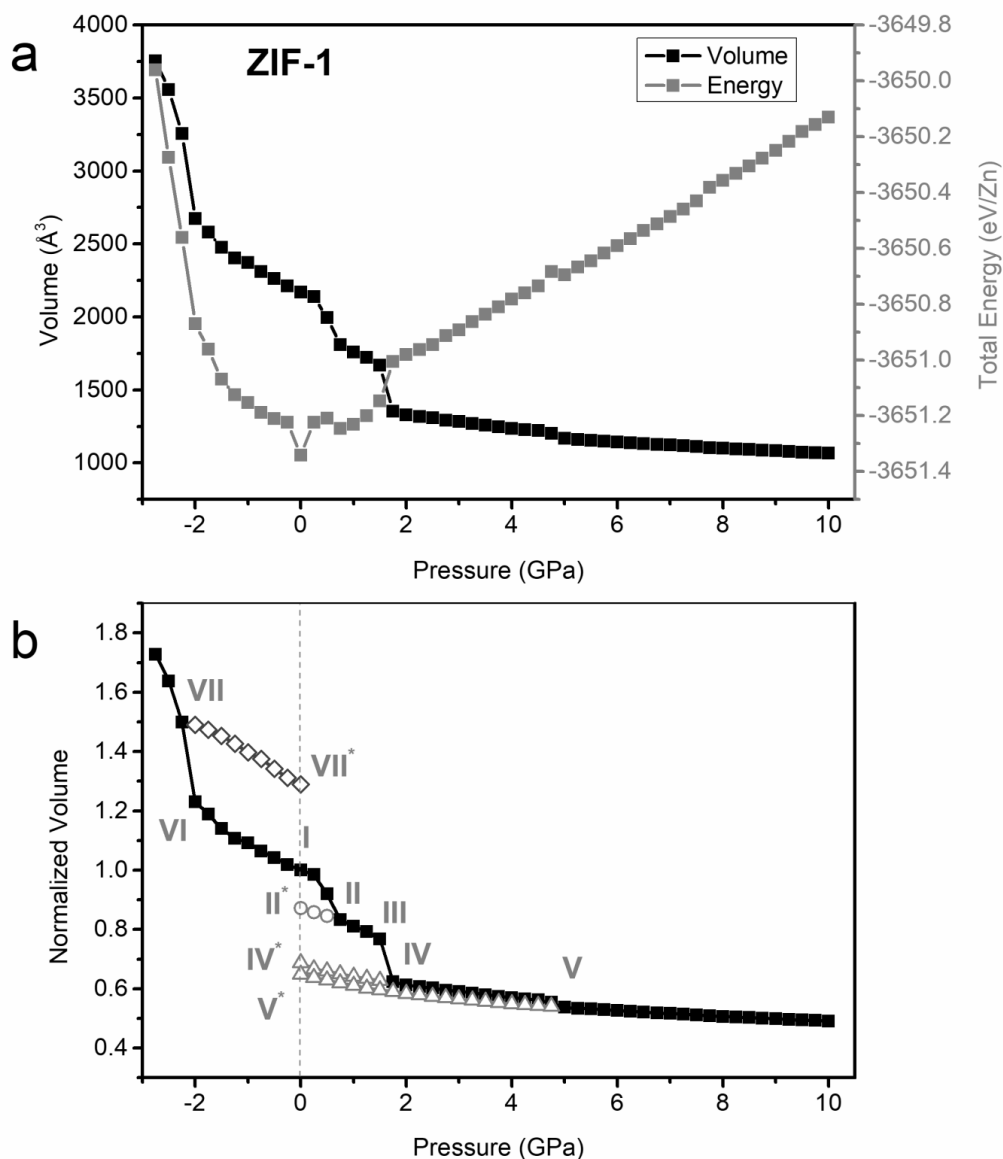 a
ZIF-1
Volume
Energy
Volume (Å³)
4000
3500
3000
2500
2000
1500
1000
Total Energy (eV/Zn)
-3649.8
-3650.0
-3650.2
-3650.4
-3650.6
-3650.8
-3651.0
-3651.2
-3651.4
-2 0 2 4 6 8 10
Pressure (GPa)
b
Normalized Volume
1.8
1.6
1.4
1.2
1.0
0.8
0.6
0.4
VII
VII*
VI
I
II*
II
III
IV*
IV
V
V*
-2 0 2 4 6 8 10
Pressure (GPa)